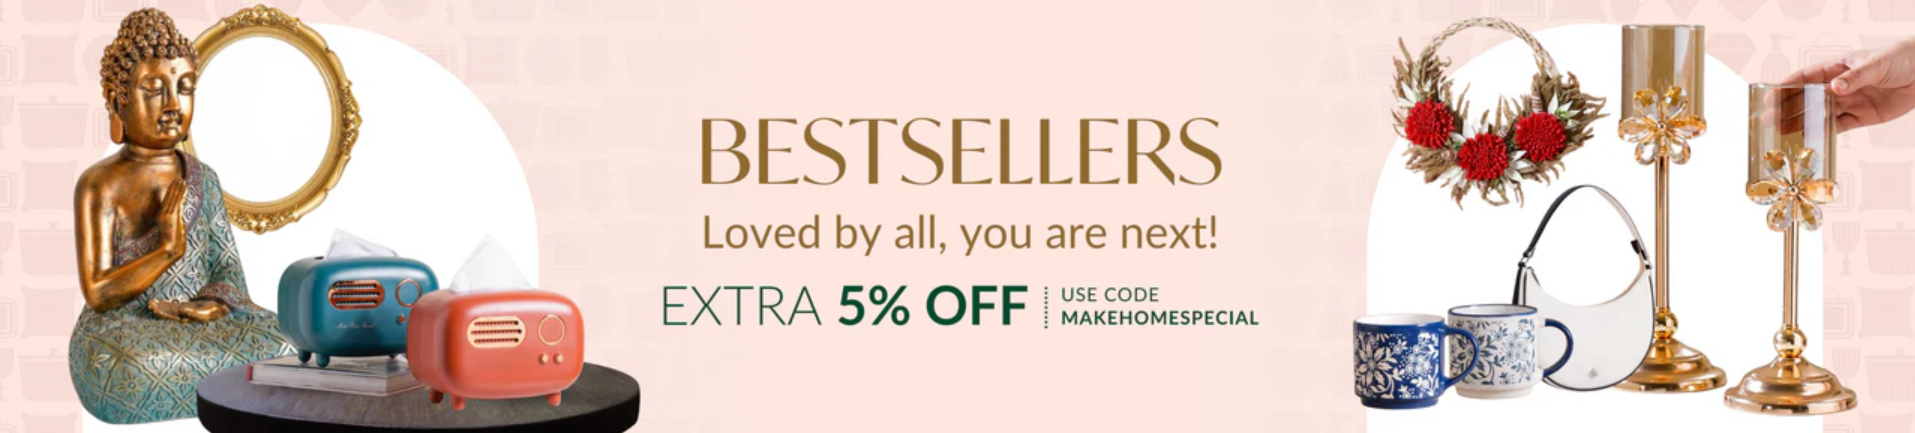 BESTSELLERS
Loved by all, you are next!
EXTRA 5% OFF
USE CODE
MAKEHOMESPECIAL